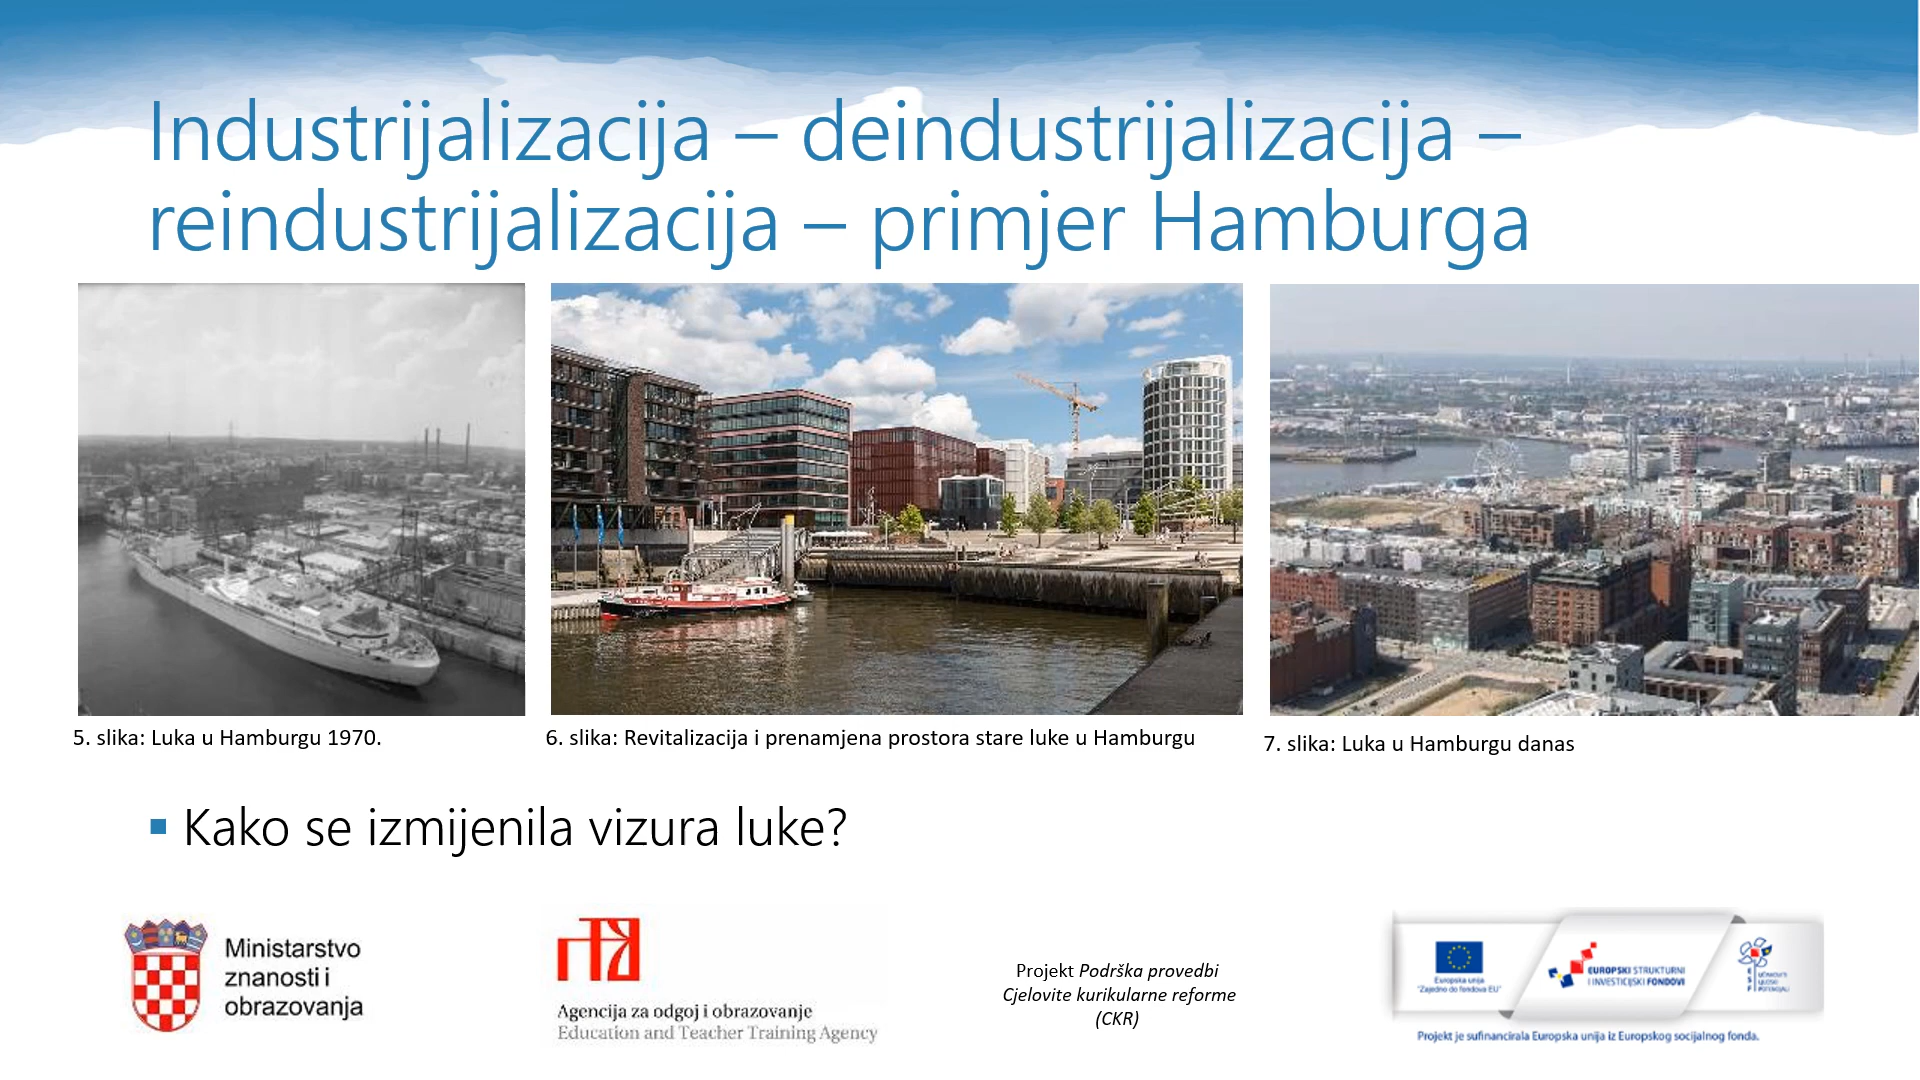 Industrijalizacija – deindustrijalizacija –
reindustrijalizacija – primjer Hamburga
5. slika: Luka u Hamburgu 1970.
6. slika: Revitalizacija i prenamjena prostora stare luke u Hamburgu
7. slika: Luka u Hamburgu danas
Kako se izmijenila vizura luke?
Ministarstvo
znanosti i
obrazovanja
Agencija za odgoj i obrazovanje
Education and Teacher Training Agency
Projekt Podrška provedbi
Cjelovite kurikularne reforme
(CKR)
Europska unija
"Zajedno do fondova EU"
EUROPSKI STRUKTURNI
I INVESTICIJSKI FONDOVI
UČINKOVITI
LJUDSKI
POTENCIJALI
Projekt je sufinancirala Europska unija iz Europskog socijalnog fonda.